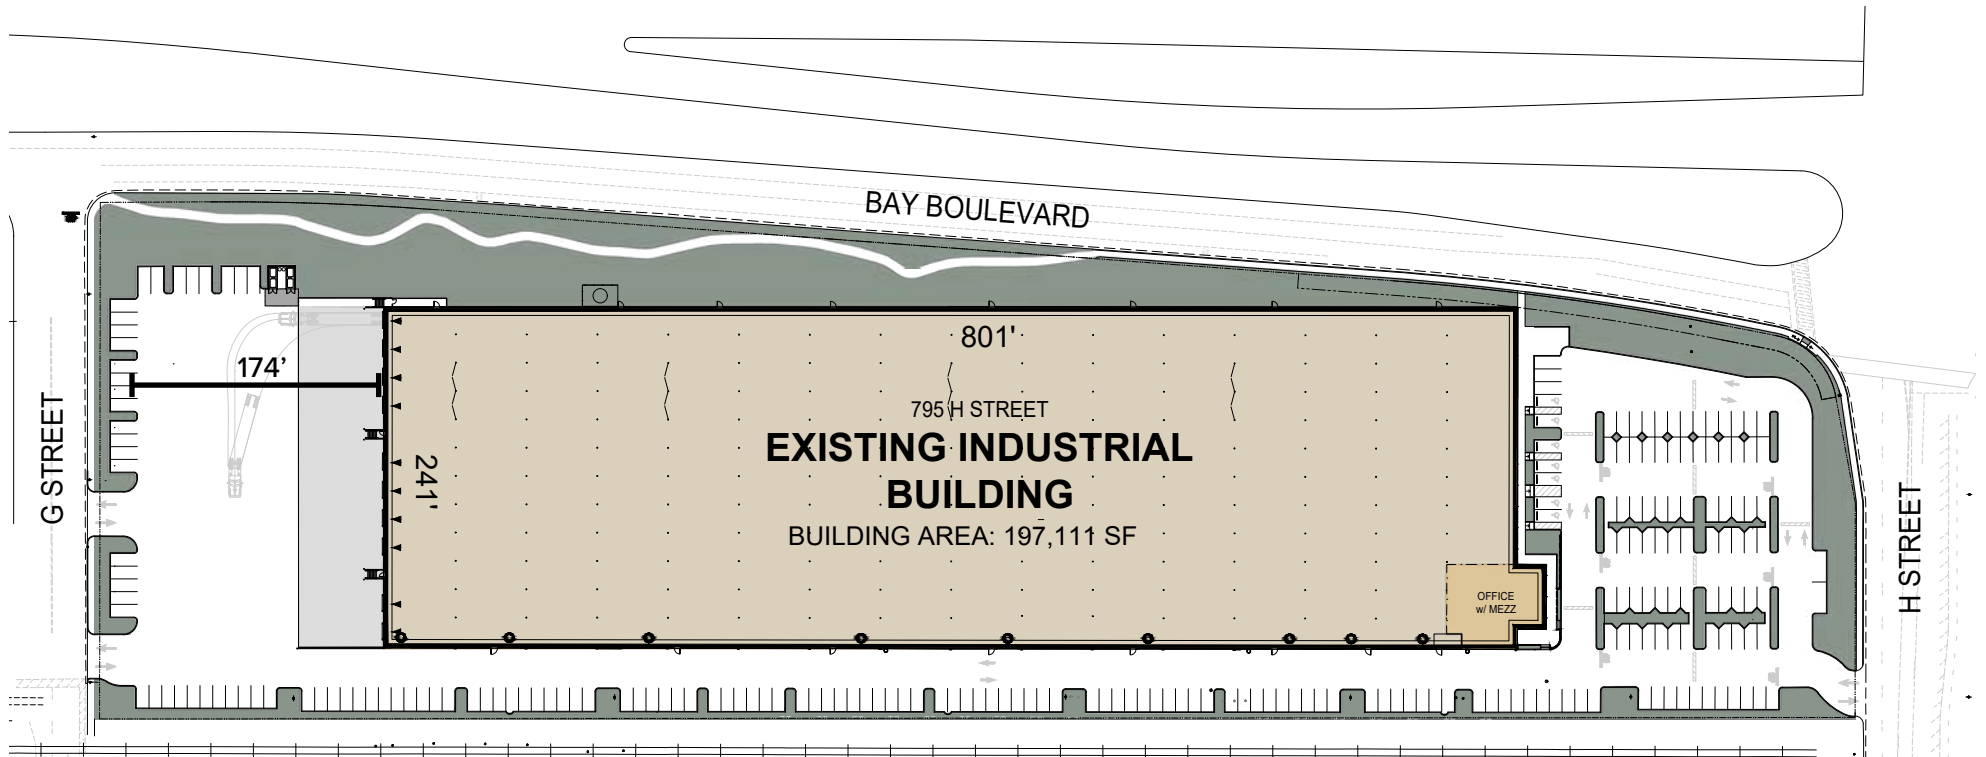 BAY BOULEVARD
801'
174'
795 H STREET
EXISTING INDUSTRIAL
BUILDING
BUILDING AREA: 197,111 SF
241'
G STREET
H STREET
OFFICE
w/ MEZZ